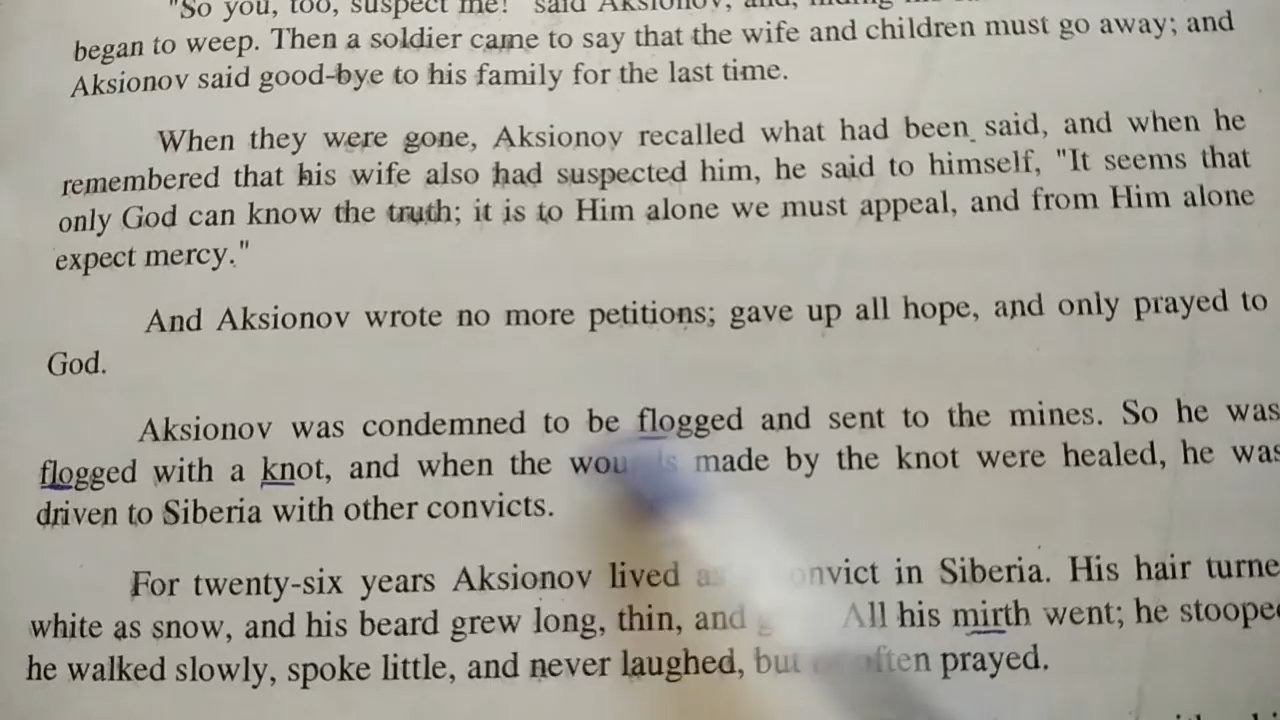 "So you, too, suspect me!" said Aksionov, and,
began to weep. Then a soldier came to say that the wife and children must go away; and
Aksionov said good-bye to his family for the last time.
When they were gone, Aksionov recalled what had been said, and when he
remembered that his wife also had suspected him, he said to himself, "It seems that
only God can know the truth; it is to Him alone we must appeal, and from Him alone
expect mercy."
And Aksionov wrote no more petitions; gave up all hope, and only prayed to
God.
Aksionov was condemned to be flogged and sent to the mines. So he was
flogged with a knot, and when the made by the knot were healed, he was
driven to Siberia with other convicts.
For twenty-six years Aksionov lived in Siberia. His hair turne
white as snow, and his beard grew long, thin, and All his mirth went; he stooped
he walked slowly, spoke little, and never laughed, but often prayed.